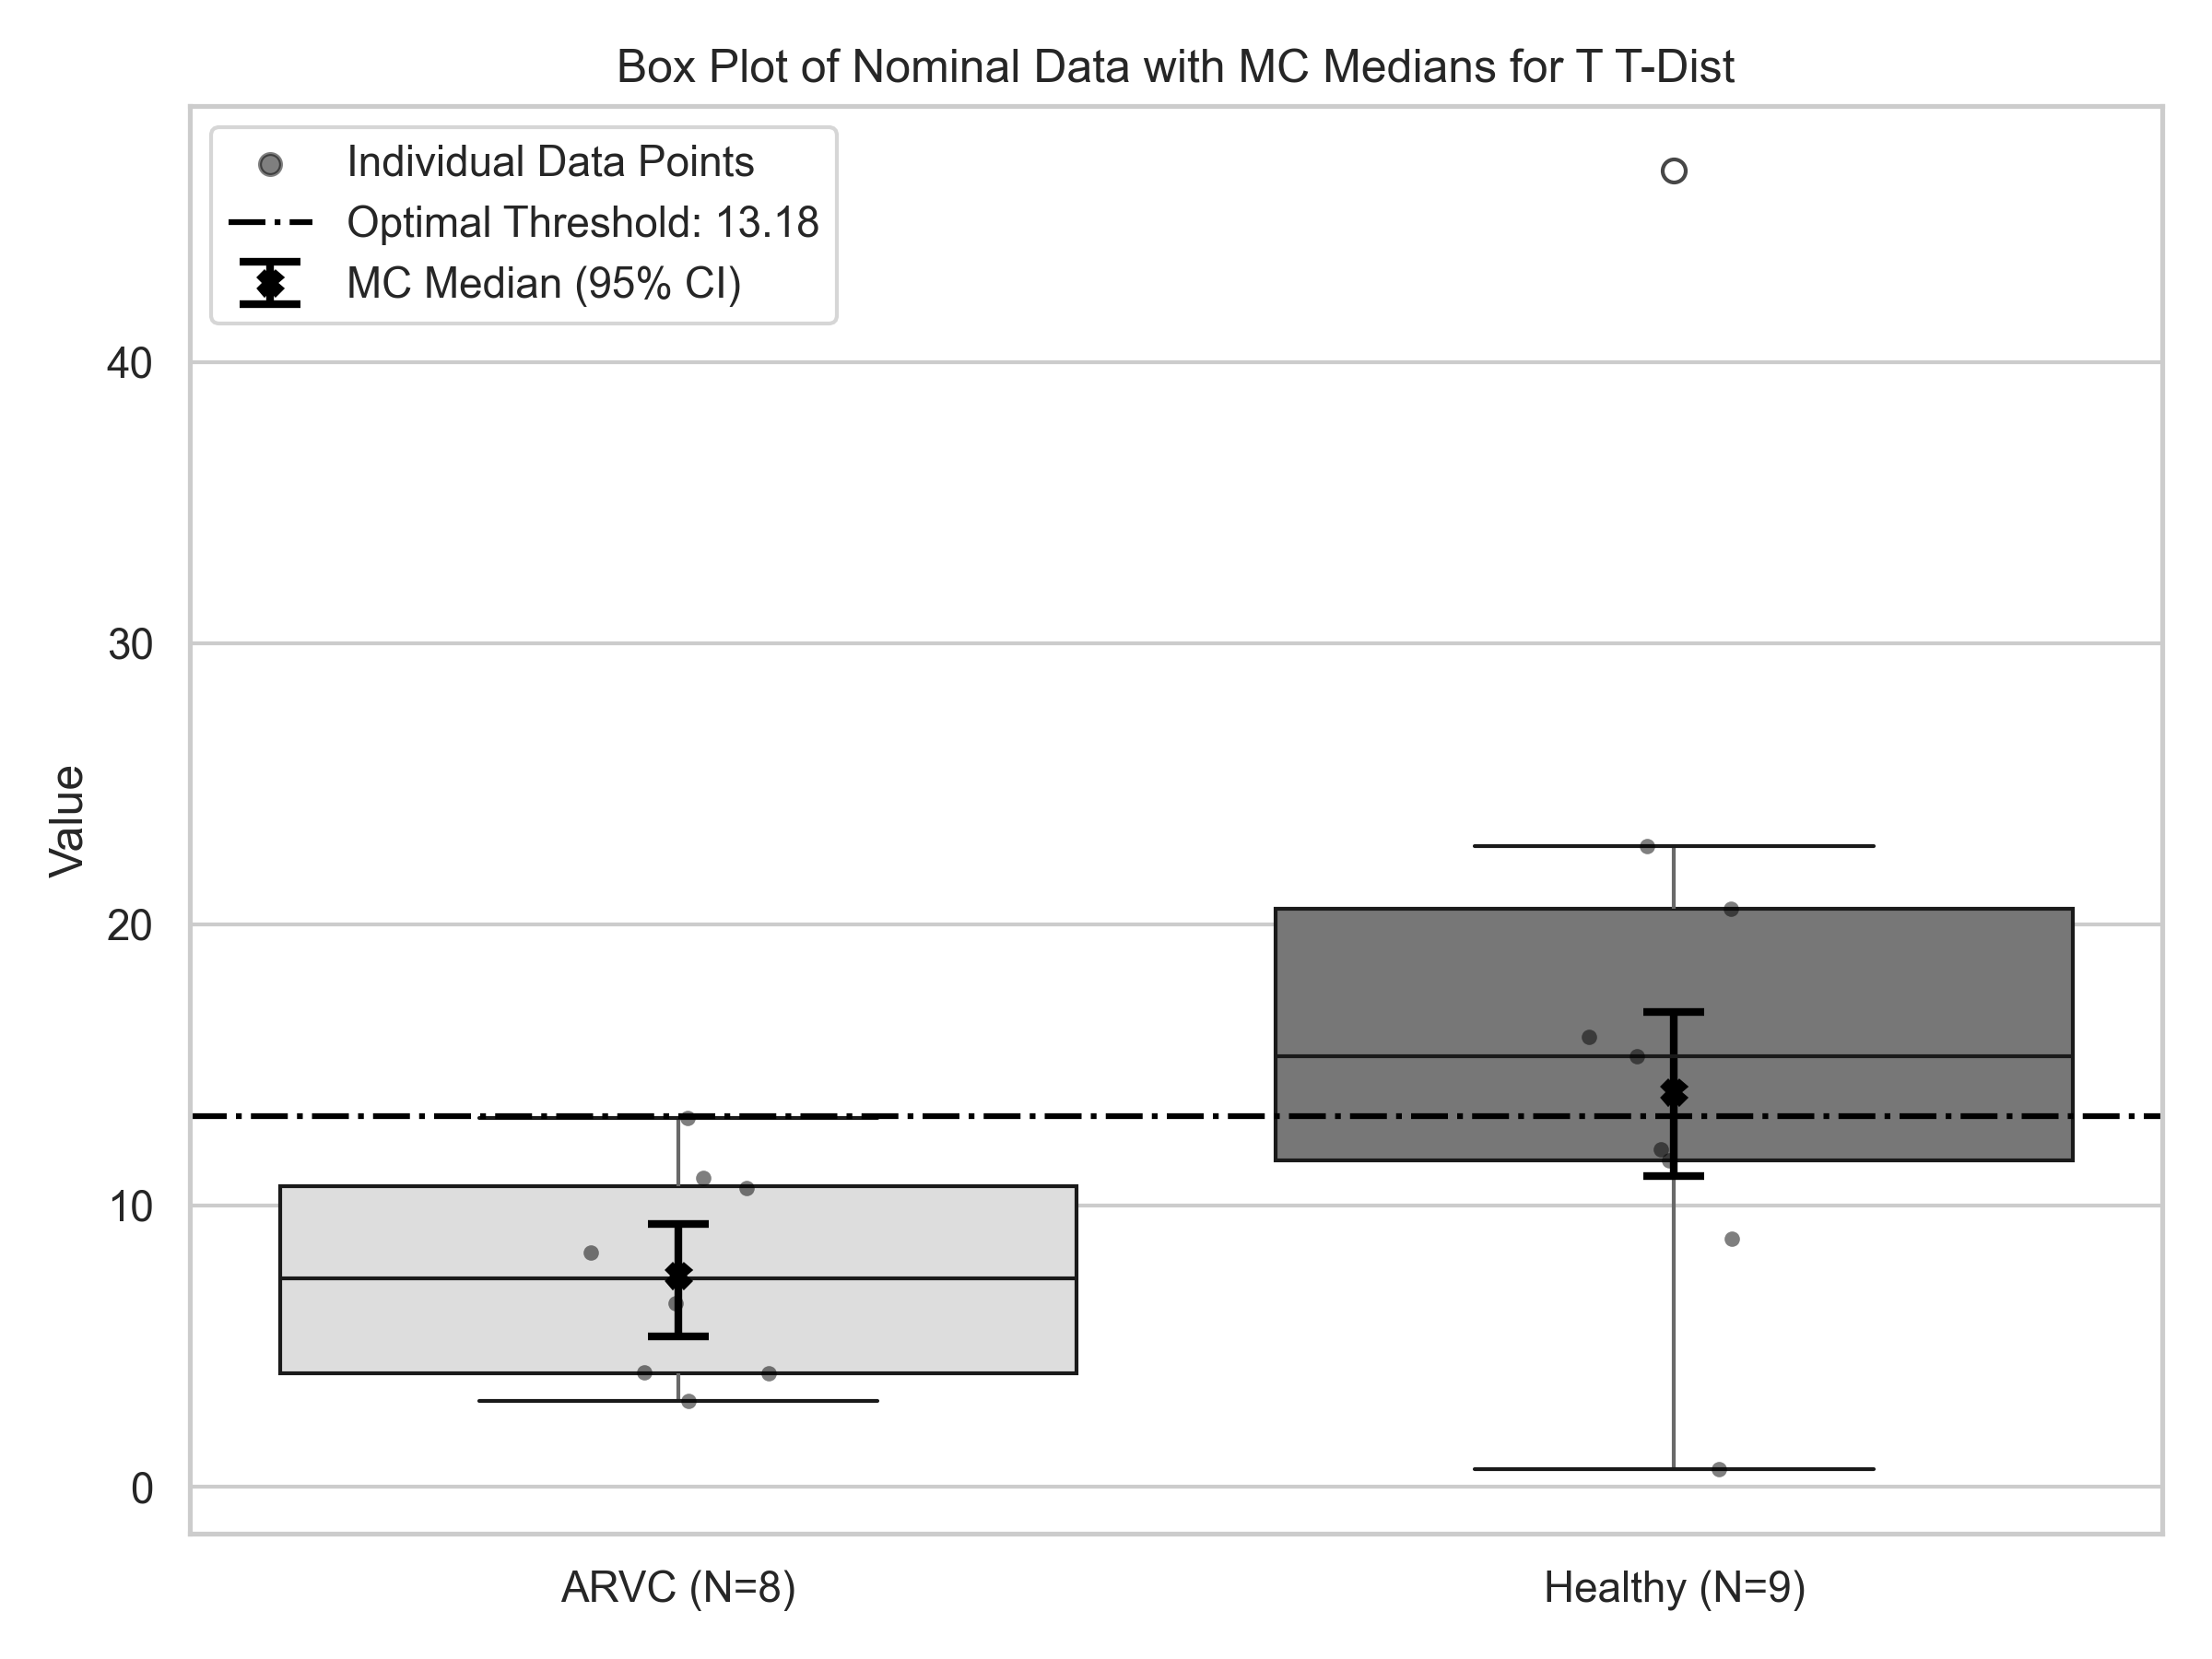 Box Plot of Nominal Data with MC Medians for T T-Dist
Individual Data Points
Optimal Threshold: 13.18
MC Median (95% CI)
40
30
20
10
0
Value
ARVC (N=8)
Healthy (N=9)